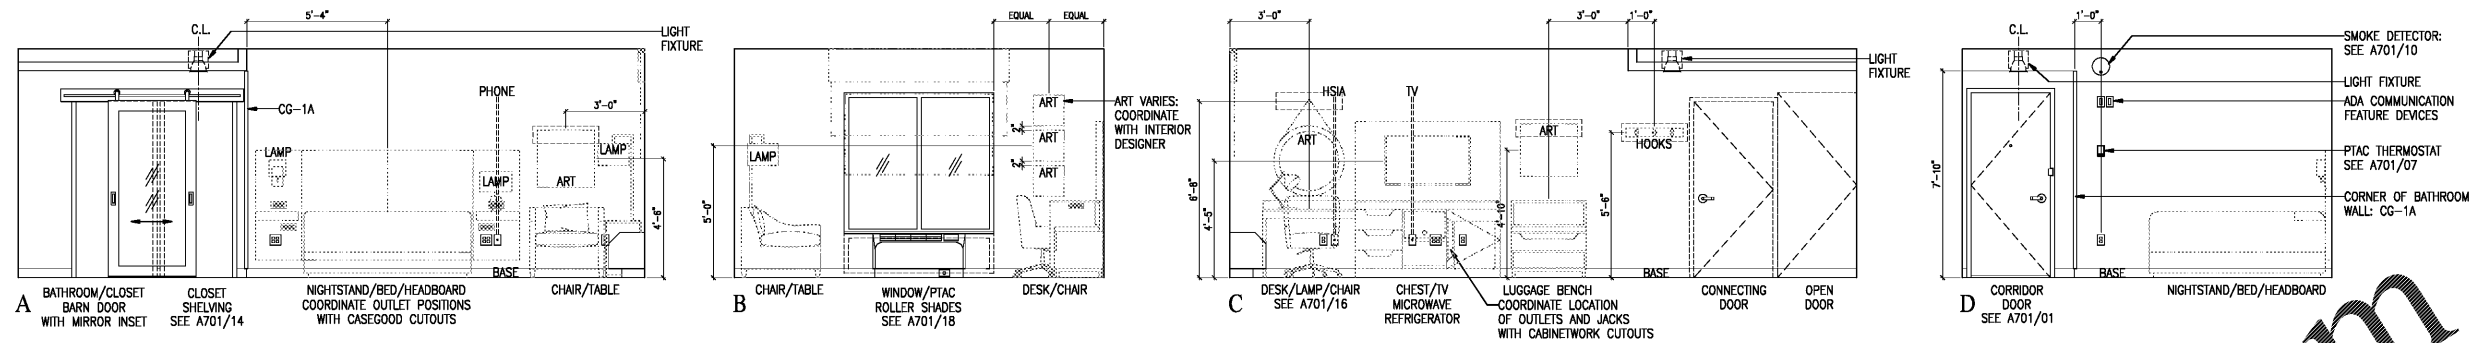 C.L.
5'-4"
LIGHT
FIXTURE
CG-1A
PHONE
3'-0"
LAMP
LAMP
LAMP
ART
4'-6"
BASE
A
BATHROOM/CLOSET
BARN DOOR
WITH MIRROR INSET
CLOSET
SHELVING
SEE A701/14
NIGHTSTAND/BED/HEADBOARD
COORDINATE OUTLET POSITIONS
WITH CASEGOOD CUTOUTS
CHAIR/TABLE
EQUAL
EQUAL
ART
2"
ART
2"
ART
ART VARIES:
COORDINATE
WITH INTERIOR
DESIGNER
LAMP
5'-0"
B
CHAIR/TABLE
WINDOW/PTAC
ROLLER SHADES
SEE A701/18
DESK/CHAIR
3'-0"
3'-0"
1'-0"
LIGHT
FIXTURE
HSIA
TV
ART
ART
HOOKS
6'-8"
4'-5"
4'-10"
5'-6"
BASE
C
DESK/LAMP/CHAIR
SEE A701/16
CHEST/TV
MICROWAVE
REFRIGERATOR
LUGGAGE BENCH
COORDINATE LOCATION
OF OUTLETS AND JACKS
WITH CABINETWORK CUTOUTS
CONNECTING
DOOR
OPEN
DOOR
1'-0"
C.L.
SMOKE DETECTOR:
SEE A701/10
LIGHT FIXTURE
ADA COMMUNICATION
FEATURE DEVICES
PTAC THERMOSTAT
SEE A701/07
CORNER OF BATHROOM
WALL: CG-1A
7'-10"
BASE
D
CORRIDOR
DOOR
SEE A701/01
NIGHTSTAND/BED/HEADBOARD